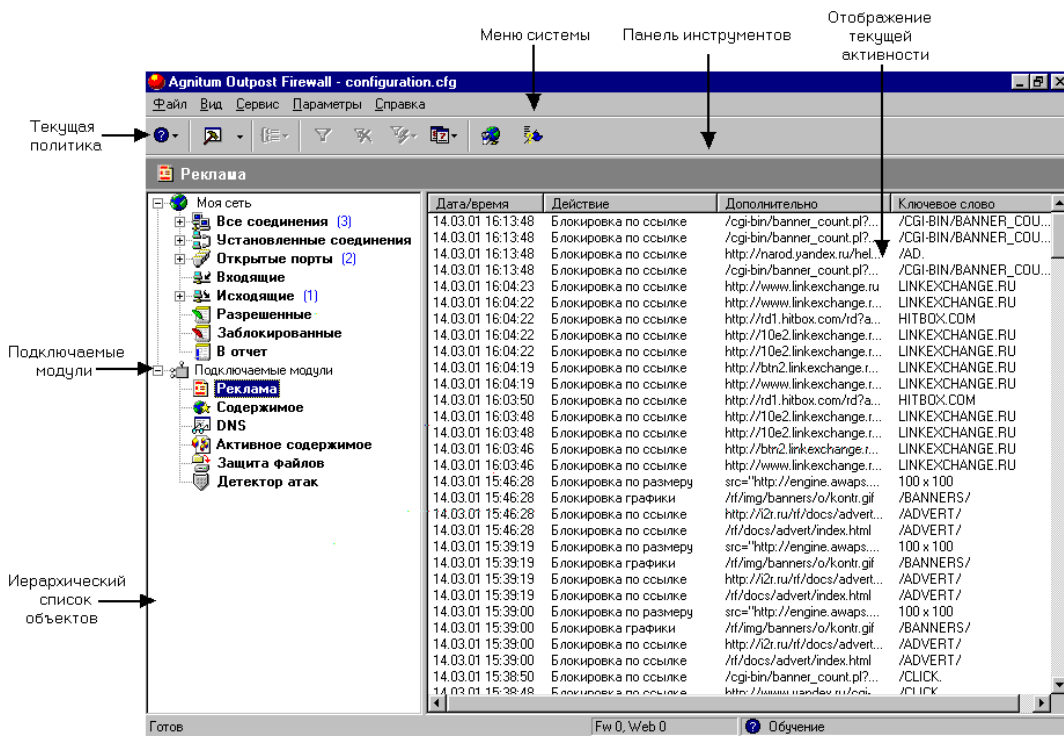 Отображение
текущей
активности
Меню системы
Панель инструментов
Agnitum Outpost Firewall - configuration.cfg
Файл Вид Сервис Параметры Справка
Текущая
политика
Реклама
Моя сеть
Все соединения (3)
Установленные соединения
Открытые порты (2)
Входящие
Исходящие (1)
Разрешенные
Заблокированные
В отчет
Подключаемые
модули
Подключаемые модули
Реклама
Содержимое
DNS
Активное содержимое
Защита файлов
Детектор атак
Иерархический
список
объектов
Дата/время Действие Дополнительно Ключевое слово
14.03.01 16:13:48 Блокировка по ссылке /cgi-bin/banner_count.pl?... /CGI-BIN/BANNER_COU...
14.03.01 16:13:48 Блокировка по ссылке /cgi-bin/banner_count.pl?... /CGI-BIN/BANNER_COU...
14.03.01 16:13:48 Блокировка по ссылке http://narod.yandex.ru/hel... /AD.
14.03.01 16:13:48 Блокировка по ссылке /cgi-bin/banner_count.pl?... /CGI-BIN/BANNER_COU...
14.03.01 16:04:23 Блокировка по ссылке http://www.linkexchange.ru LINKEXCHANGE.RU
14.03.01 16:04:22 Блокировка по ссылке http://www.linkexchange.r... LINKEXCHANGE.RU
14.03.01 16:04:22 Блокировка по ссылке http://rd1.hitbox.com/rd?a... HITBOX.COM
14.03.01 16:04:22 Блокировка по ссылке http://10e2.linkexchange.r... LINKEXCHANGE.RU
14.03.01 16:04:22 Блокировка по ссылке http://10e2.linkexchange.r... LINKEXCHANGE.RU
14.03.01 16:04:19 Блокировка по ссылке http://btn2.linkexchange.r... LINKEXCHANGE.RU
14.03.01 16:04:19 Блокировка по ссылке http://www.linkexchange.r... LINKEXCHANGE.RU
14.03.01 16:03:50 Блокировка по ссылке http://rd1.hitbox.com/rd?a... HITBOX.COM
14.03.01 16:03:48 Блокировка по ссылке http://10e2.linkexchange.r... LINKEXCHANGE.RU
14.03.01 16:03:48 Блокировка по ссылке http://10e2.linkexchange.r... LINKEXCHANGE.RU
14.03.01 16:03:46 Блокировка по ссылке http://btn2.linkexchange.r... LINKEXCHANGE.RU
14.03.01 16:03:46 Блокировка по ссылке http://www.linkexchange.r... LINKEXCHANGE.RU
14.03.01 15:46:28 Блокировка по размеру src="http://engine.awaps.... 100 x 100
14.03.01 15:46:28 Блокировка графики /rf/img/banners/o/kontr.gif /BANNERS/
14.03.01 15:46:28 Блокировка по ссылке http://i2r.ru/rf/docs/advert... /ADVERT/
14.03.01 15:46:28 Блокировка по ссылке /rf/docs/advert/index.html /ADVERT/
14.03.01 15:39:19 Блокировка по размеру src="http://engine.awaps.... 100 x 100
14.03.01 15:39:19 Блокировка графики /rf/img/banners/o/kontr.gif /BANNERS/
14.03.01 15:39:19 Блокировка по ссылке http://i2r.ru/rf/docs/advert... /ADVERT/
14.03.01 15:39:19 Блокировка по ссылке /rf/docs/advert/index.html /ADVERT/
14.03.01 15:39:00 Блокировка по размеру src="http://engine.awaps.... 100 x 100
14.03.01 15:39:00 Блокировка графики /rf/img/banners/o/kontr.gif /BANNERS/
14.03.01 15:39:00 Блокировка по ссылке http://i2r.ru/rf/docs/advert... /ADVERT/
14.03.01 15:39:00 Блокировка по ссылке /rf/docs/advert/index.html /ADVERT/
14.03.01 15:38:50 Блокировка по ссылке /cgi-bin/banner_count.pl?... /CLICK.
14.03.01 15:38:48 Блокировка по ссылке http://www.yandex.ru/cgi- /CLICK
Готов Fw 0, Web 0 Обучение